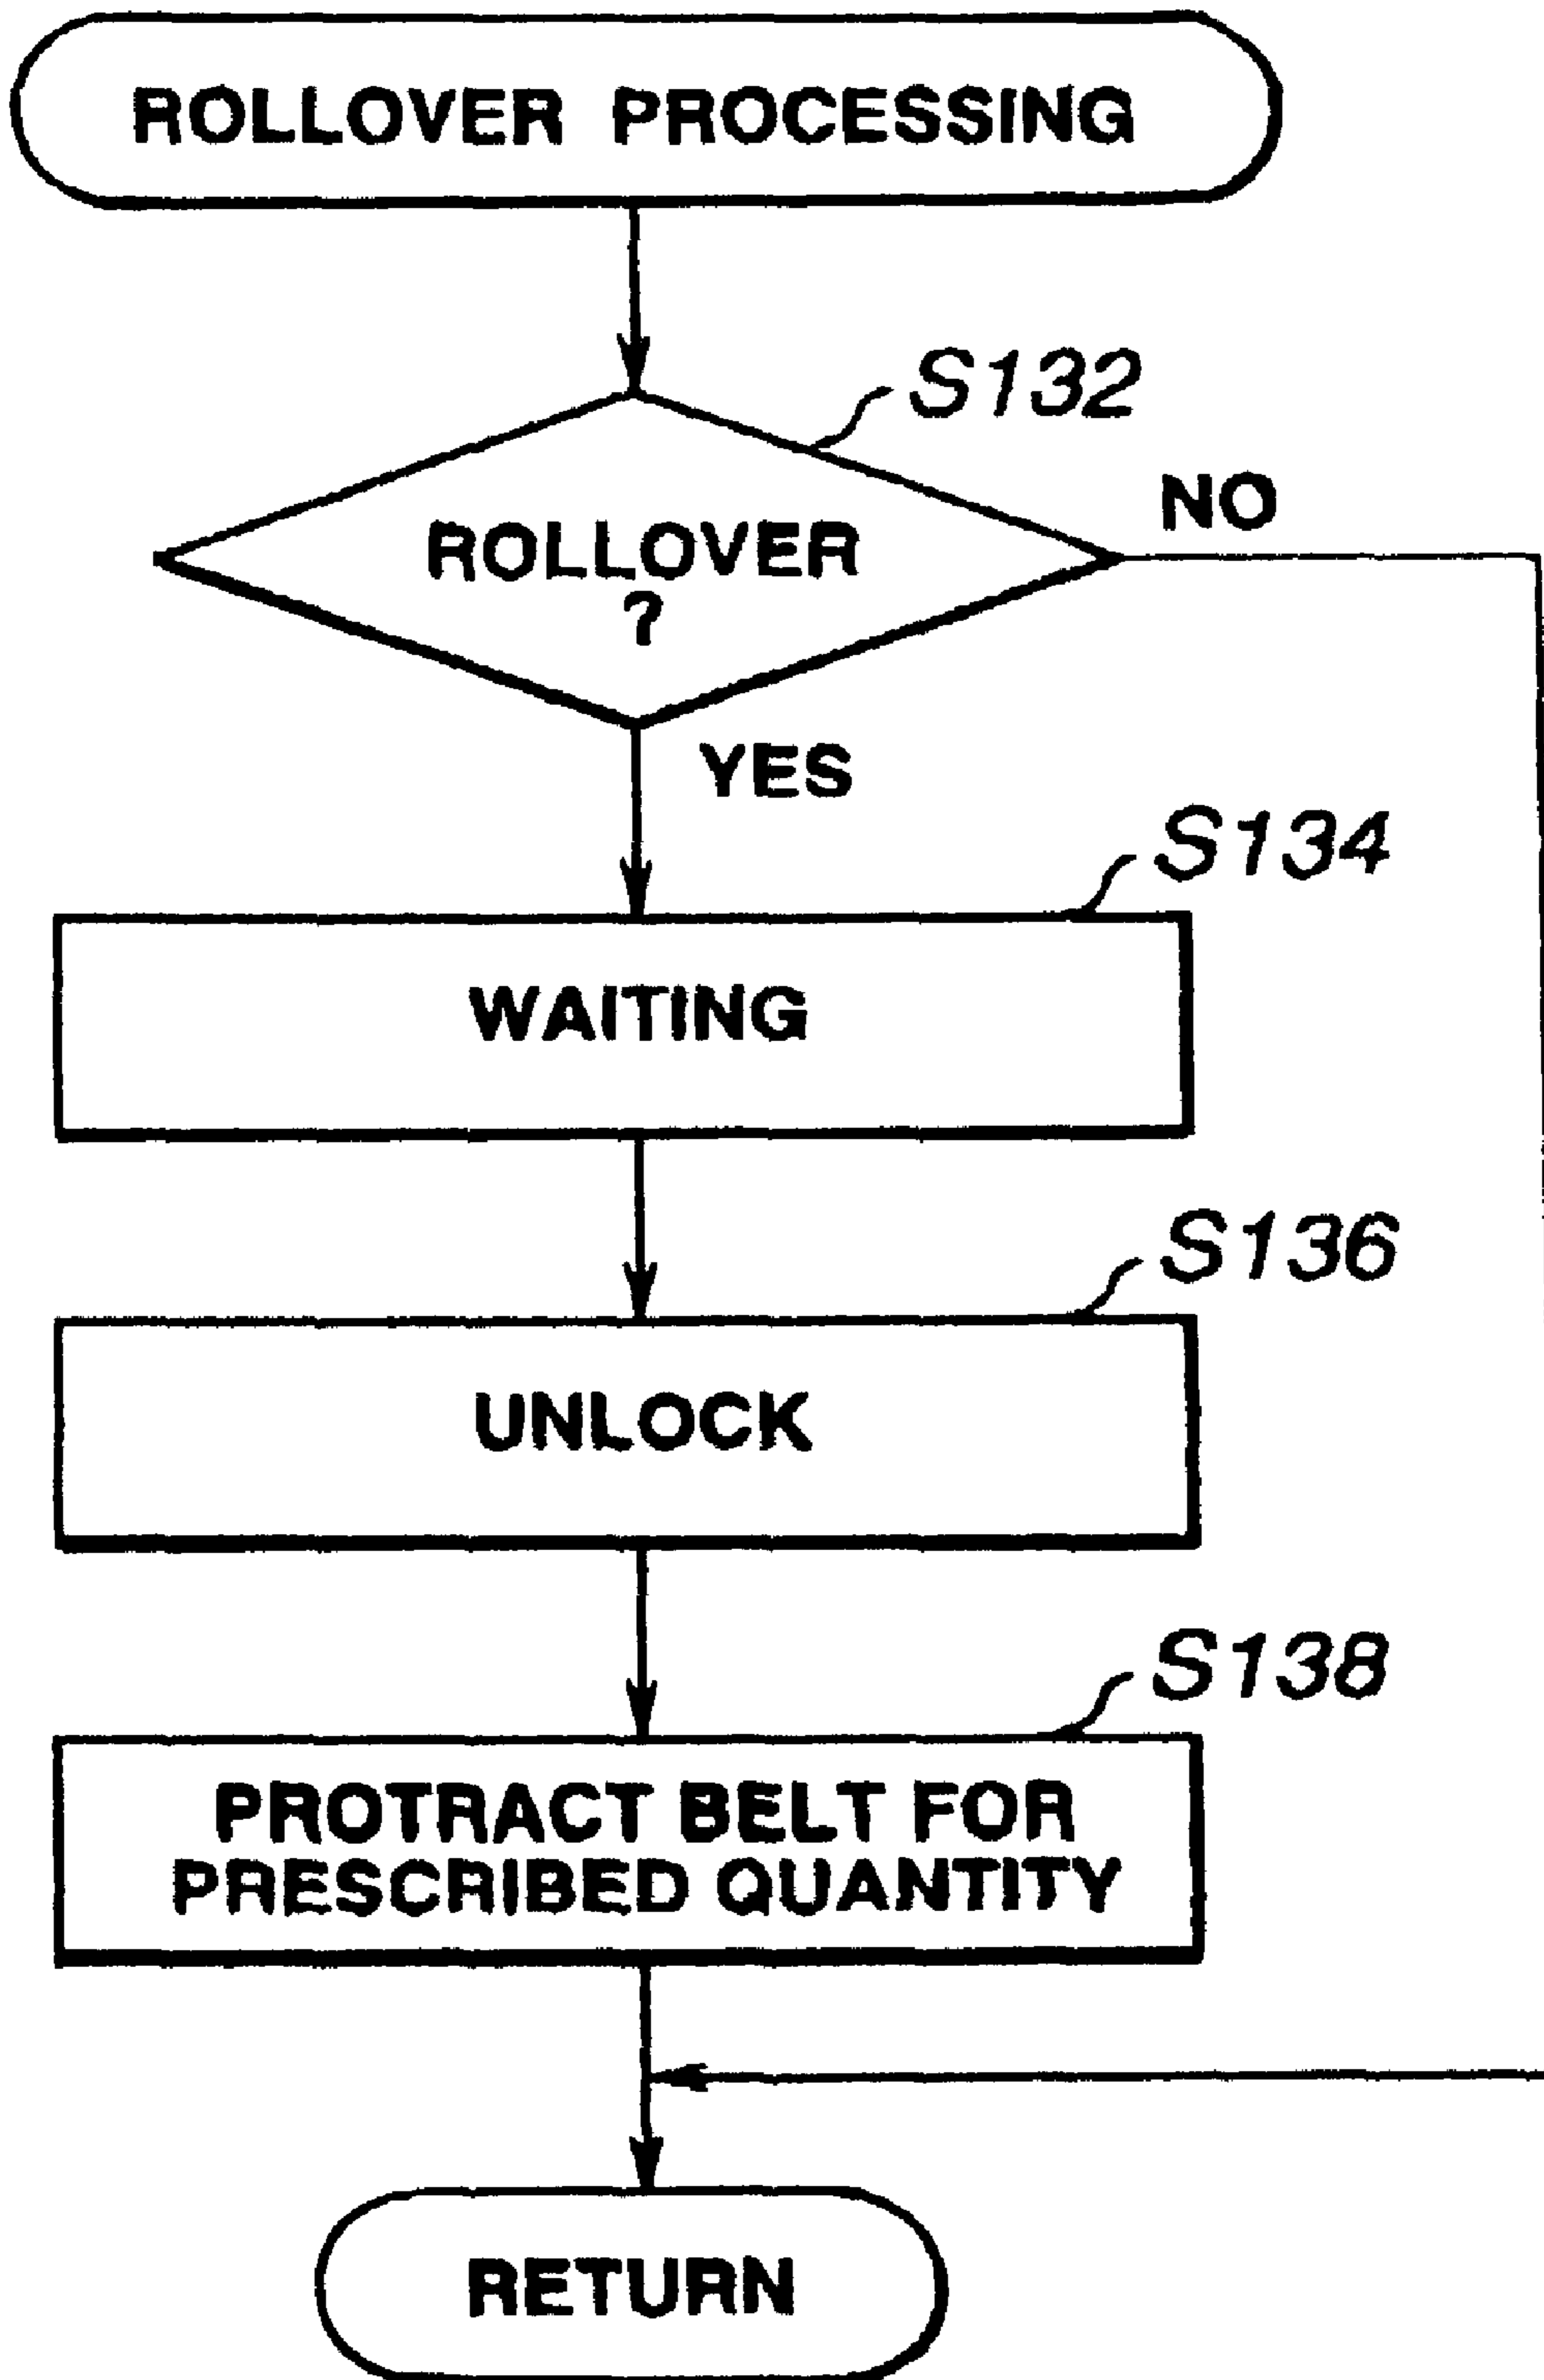 ROLLOVER PROCESSING
S132
NO
ROLLOVER
?
YES
S134
WAITING
S136
UNLOCK
S138
PROTRACT BELT FOR
PRESCRIBED QUANTITY
RETURN